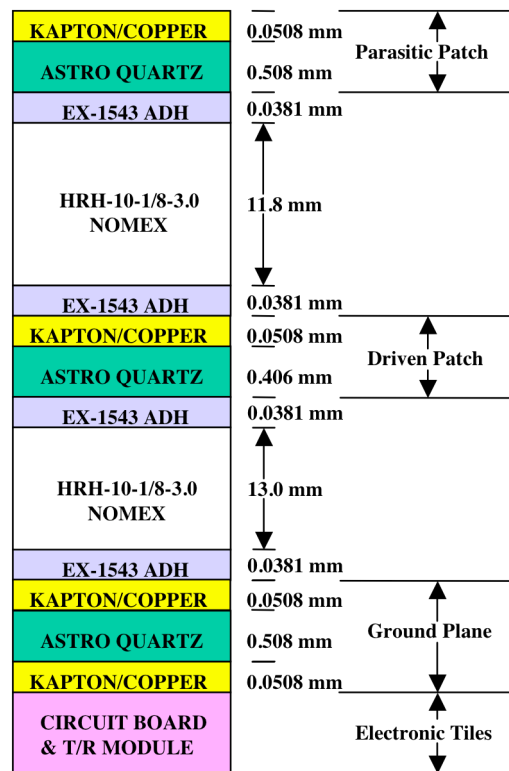 KAPTON/COPPER 0.0508 mm
Parasitic Patch
ASTRO QUARTZ 0.508 mm
EX-1543 ADH 0.0381 mm
HRH-10-1/8-3.0 11.8 mm
NOMEX
EX-1543 ADH 0.0381 mm
KAPTON/COPPER 0.0508 mm
Driven Patch
ASTRO QUARTZ 0.406 mm
EX-1543 ADH 0.0381 mm
HRH-10-1/8-3.0 13.0 mm
NOMEX
EX-1543 ADH 0.0381 mm
KAPTON/COPPER 0.0508 mm
ASTRO QUARTZ 0.508 mm Ground Plane
KAPTON/COPPER 0.0508 mm
CIRCUIT BOARD Electronic Tiles
& T/R MODULE